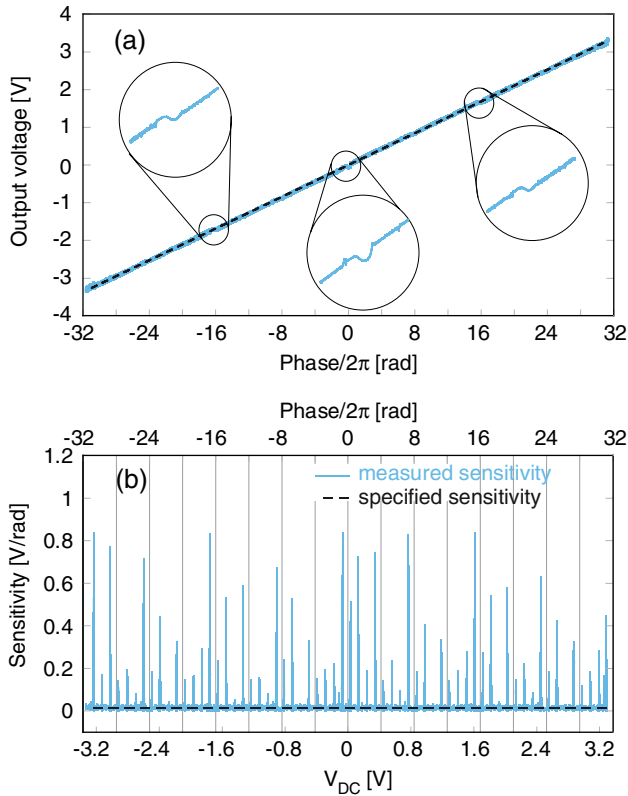 (a)
Output voltage [V]
4
3
2
1
0
-1
-2
-3
-4
-32 -24 -16 -8 0 8 16 24 32
Phase/2π [rad]
Phase/2π [rad]
-32 -24 -16 -8 0 8 16 24 32
(b)
measured sensitivity
specified sensitivity
Sensitivity [V/rad]
1.2
1
0.8
0.6
0.4
0.2
0
-3.2 -2.4 -1.6 -0.8 0 0.8 1.6 2.4 3.2
V_DC [V]